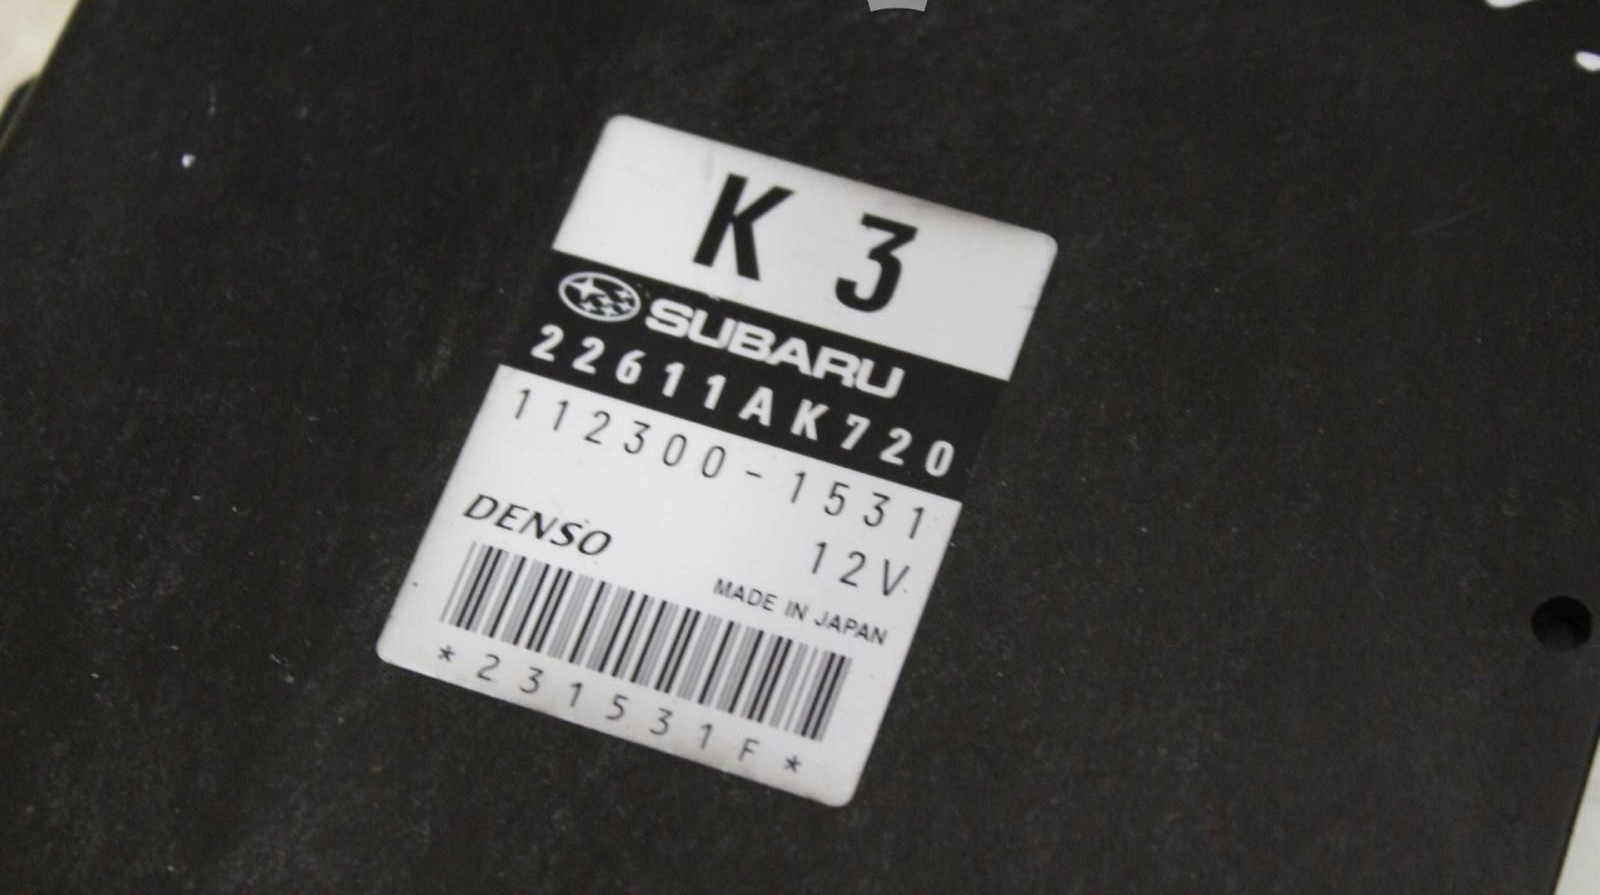 K 3
SUBARU
22611AK720
112300-1531
DENSO
12V
MADE IN JAPAN
*231531F*